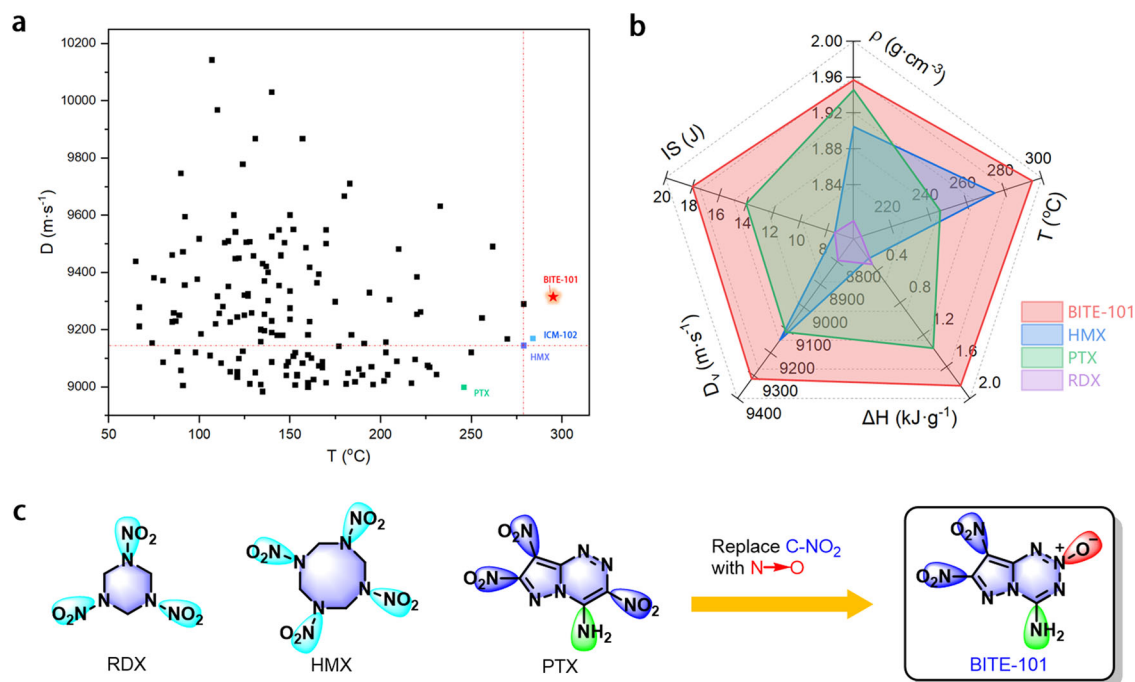 a
10200
10000
9800
9600
9400
9200
9000
D (m·s⁻¹)
50 100 150 200 250 300
T (°C)
BITE-101
ICM-102
HMX
PTX
b
2.00
1.96
1.92
1.88
1.84
ρ (g·cm⁻³)
300
280
260
240
220
T (°C)
0.4
0.8
1.2
1.6
2.0
ΔH (kJ·g⁻¹)
8800
8900
9000
9100
9200
9300
9400
Dᵥ (m·s⁻¹)
20 18 16 14 12 10 8
IS (J)
BITE-101
HMX
PTX
RDX
c
NO₂
N
N N
O₂N NO₂
RDX
NO₂
O₂N N
N N
N NO₂
O₂N
HMX
O₂N
N N
O₂N
N N NO₂
NH₂
PTX
Replace C-NO₂
with N→O
O₂N
N N⁺ O⁻
O₂N
N N N
NH₂
BITE-101